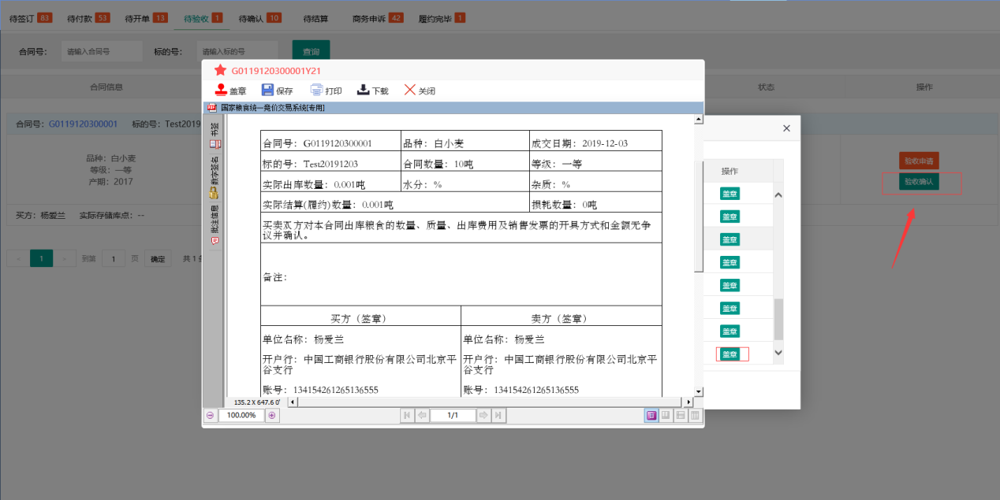 待签订 83 待付款 53 待开单 13 待验收 1 待确认 10 待结算 商务申诉 42 履约完毕 1
合同号： 请输入合同号 标的号： 请输入标的号 查询
G0119120300001Y21
盖章 保存 打印 下载 关闭
国家粮食统一竞价交易系统[专用]
合同信息 状态 操作
合同号：G0119120300001 标的号：Test2019
品种：白小麦
等级：一等
产期：2017
买方：杨爱兰 实际存储库点：--
< 1 > 到第 1 页 确定 共 1
验收申请
验收确认
操作
盖章
盖章
盖章
盖章
盖章
盖章
盖章
盖章
书签
数字签名
批注信息
合同号：G0119120300001 品种：白小麦 成交日期：2019-12-03
标的号：Test20191203 合同数量：10吨 等级：一等
实际出库数量：0.001吨 水分：% 杂质：%
实际结算(履约)数量：0.001吨 损耗数量：0吨
买卖双方对本合同出库粮食的数量、质量、出库费用及销售发票的开具方式和金额无争
议并确认。
备注：
买方（签章） 卖方（签章）
单位名称：杨爱兰 单位名称：杨爱兰
开户行：中国工商银行股份有限公司北京平 开户行：中国工商银行股份有限公司北京平
谷支行 谷支行
账号：134154261265136555 账号：134154261265136555
135.2 X 647.6 0'
100.00% 1/1